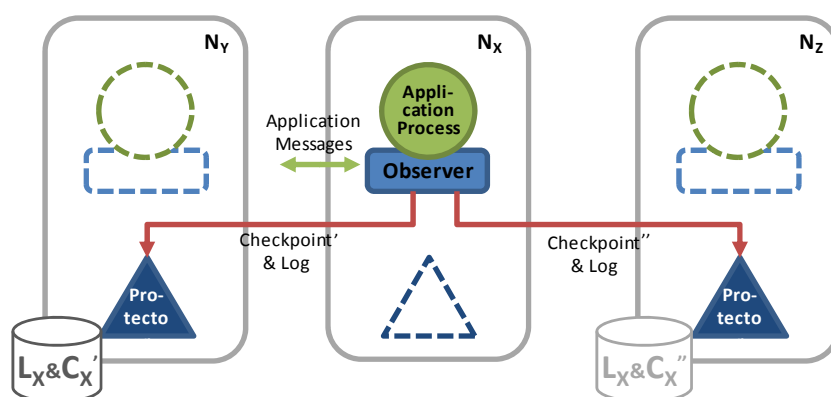 N_Y
N_X
N_Z
Appli-
cation
Process
Application
Messages
Observer
Checkpoint'
& Log
Checkpoint''
& Log
Pro-
tecto
Pro-
tecto
L_X&C_X'
L_X&C_X''